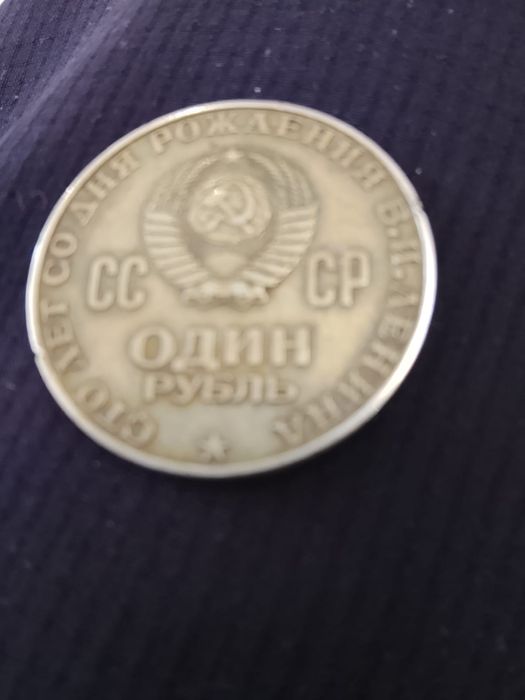 СТО ЛЕТ СО ДНЯ РОЖДЕНИЯ В.И.ЛЕНИНА
СС СР
ОДИН
РУБЛЬ